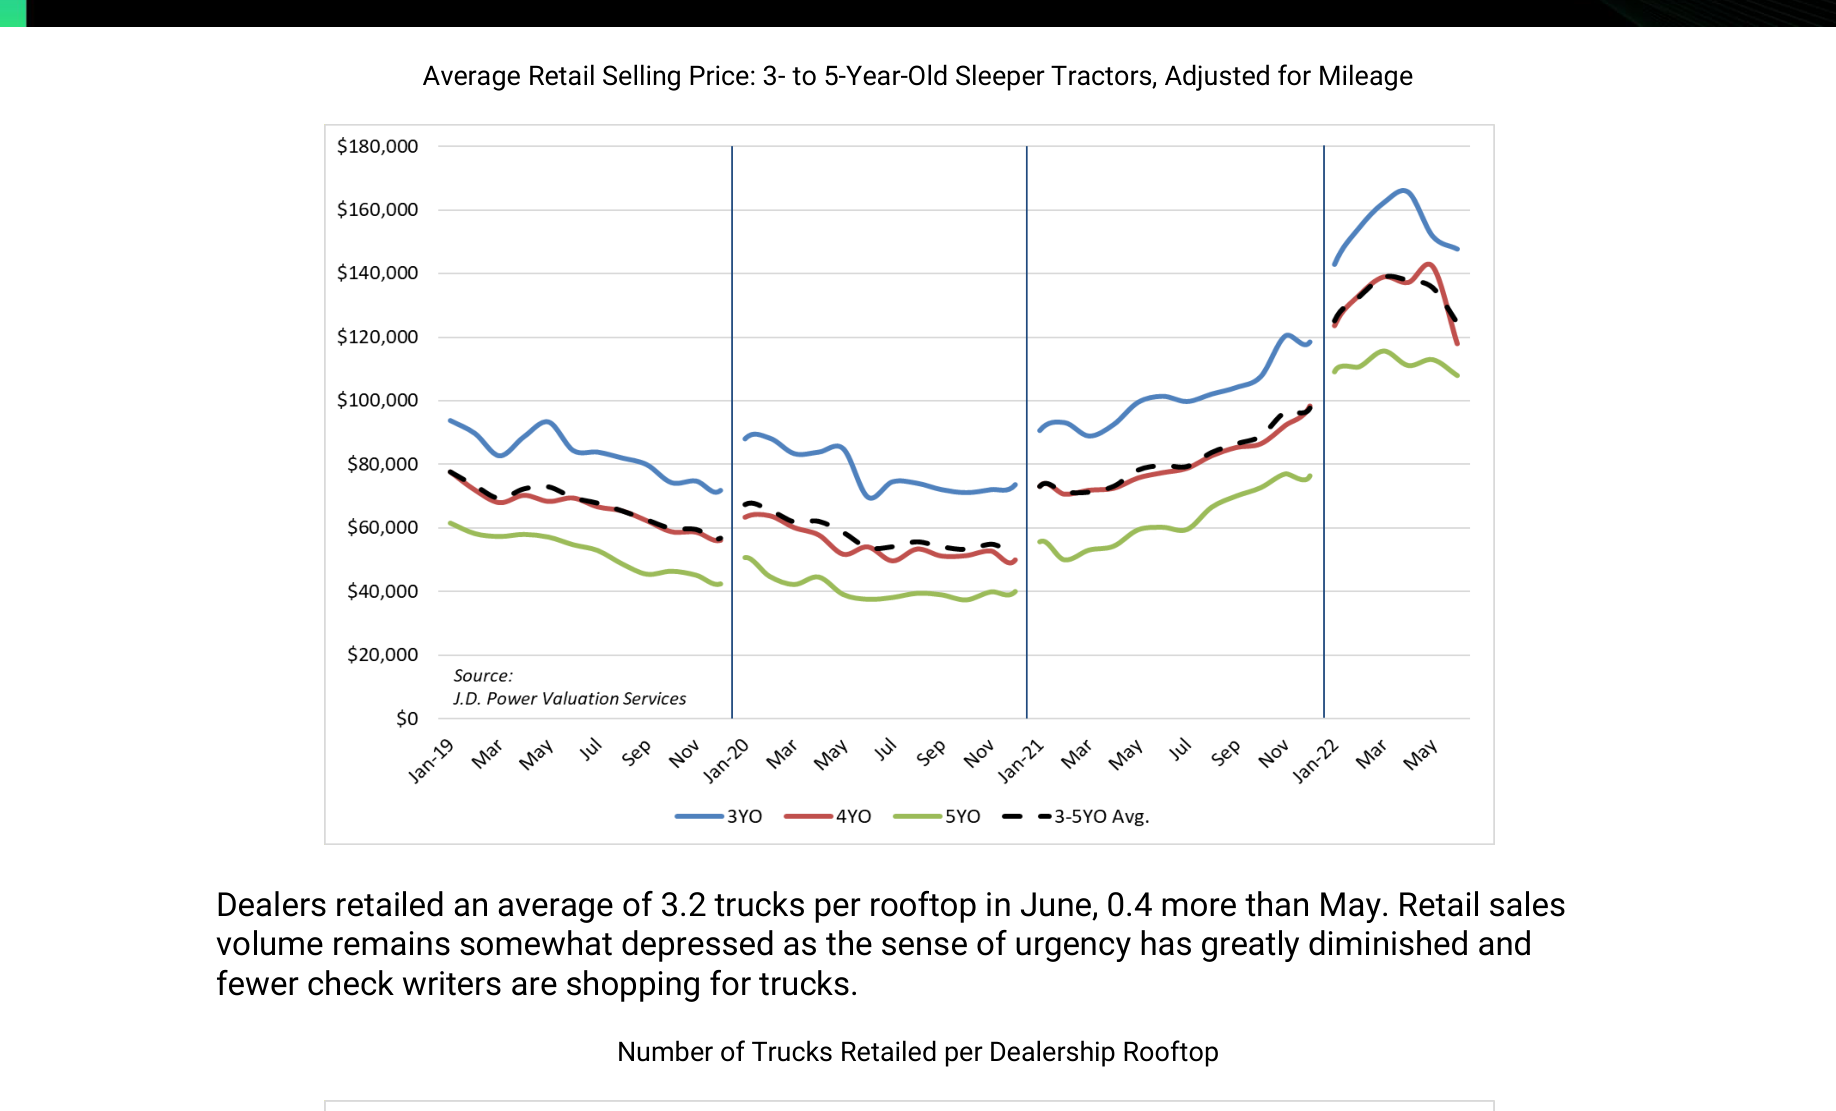 Average Retail Selling Price: 3- to 5-Year-Old Sleeper Tractors, Adjusted for Mileage
$180,000
$160,000
$140,000
$120,000
$100,000
$80,000
$60,000
$40,000
$20,000
$0
Source:
J.D. Power Valuation Services
Jan-19 Mar May Jul Sep Nov Jan-20 Mar May Jul Sep Nov Jan-21 Mar May Jul Sep Nov Jan-22 Mar May
3YO 4YO 5YO 3-5YO Avg.
Dealers retailed an average of 3.2 trucks per rooftop in June, 0.4 more than May. Retail sales
volume remains somewhat depressed as the sense of urgency has greatly diminished and
fewer check writers are shopping for trucks.
Number of Trucks Retailed per Dealership Rooftop